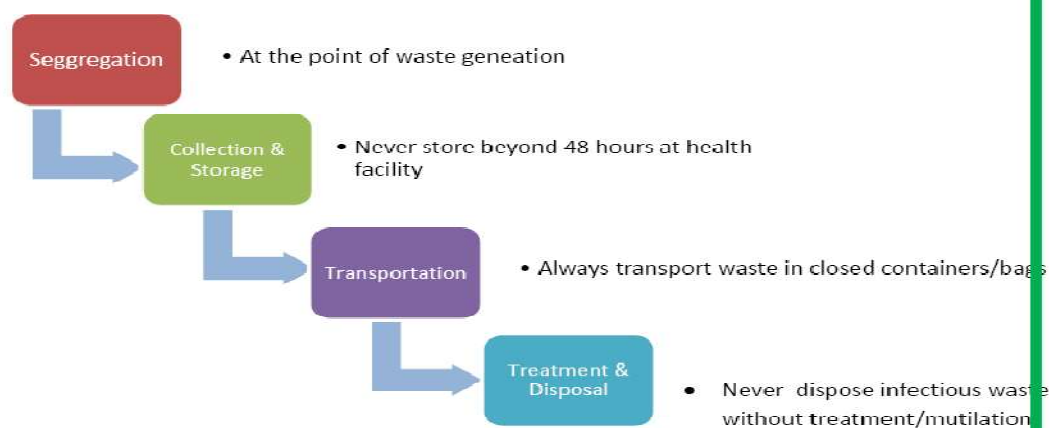 Seggregation
• At the point of waste geneation
Collection &
Storage
• Never store beyond 48 hours at health
facility
Transportation
• Always transport waste in closed containers/bags
Treatment &
Disposal
• Never dispose infectious waste
without treatment/mutilation